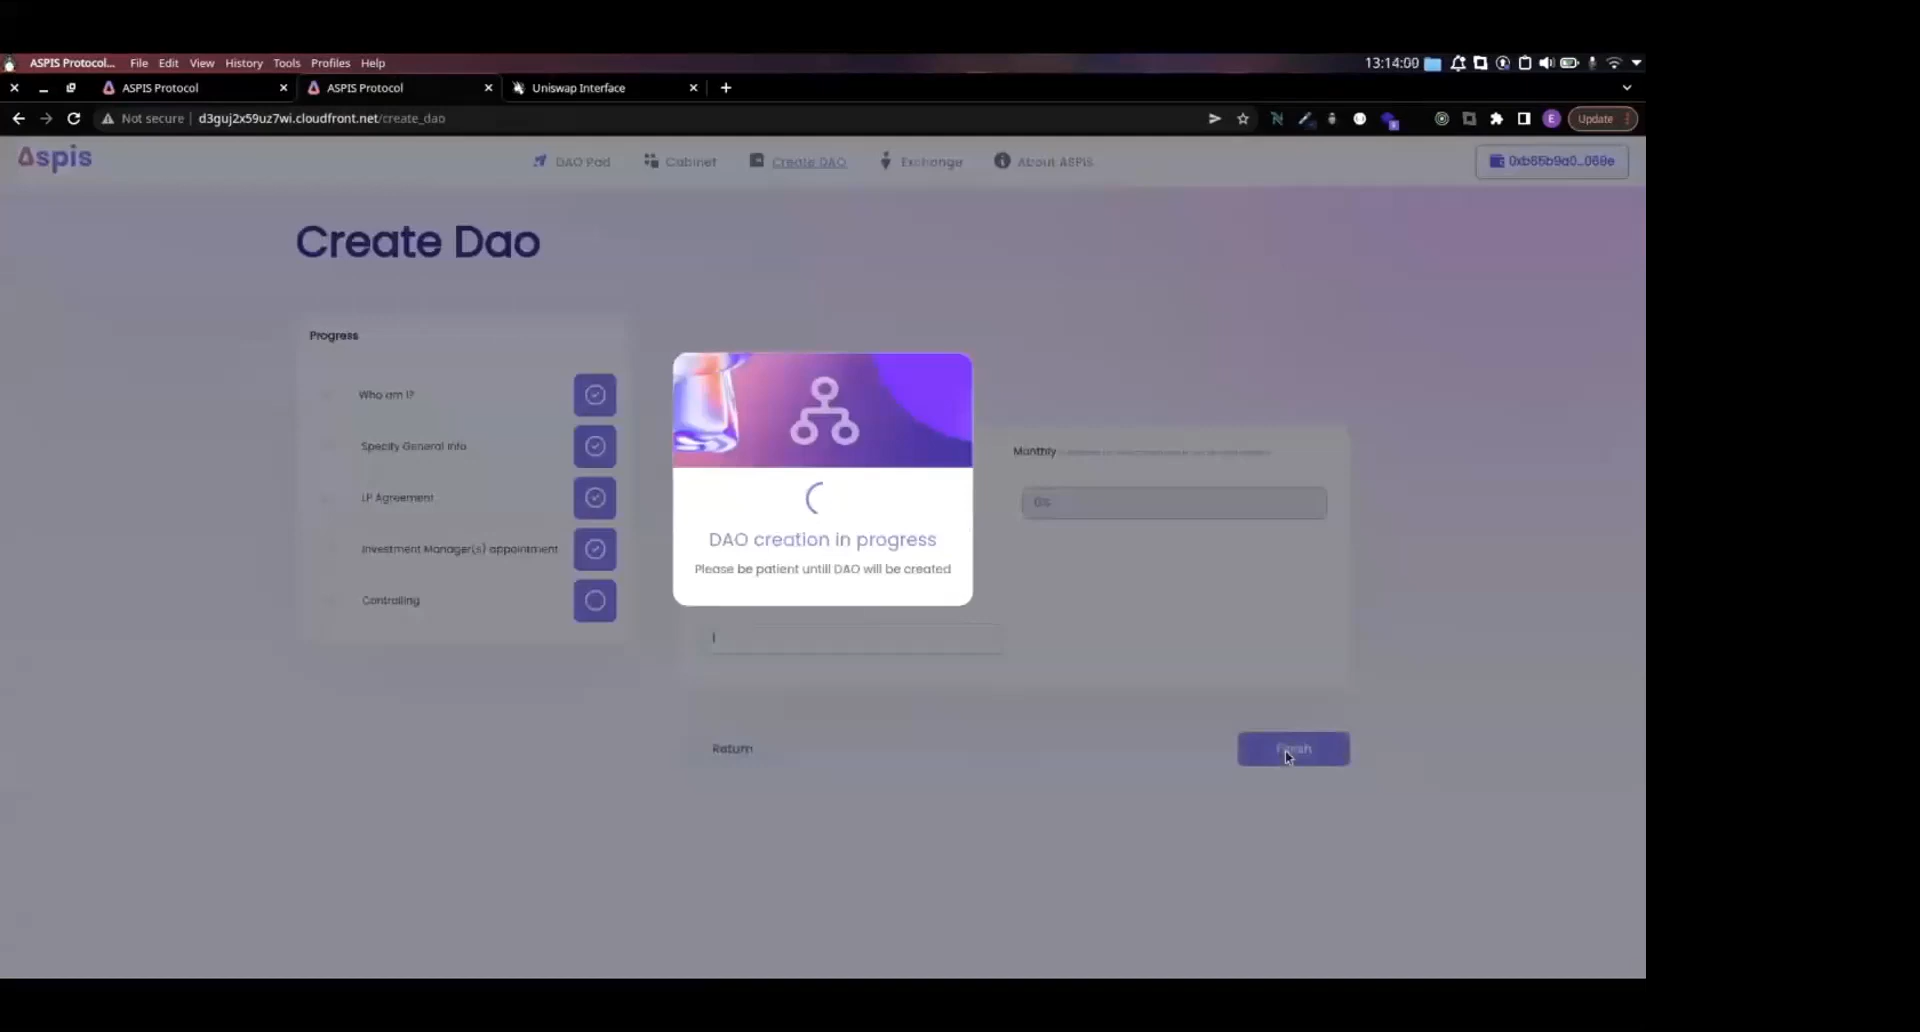 ASPIS Protocol... File Edit View History Tools Profiles Help 13:14:00
ASPIS Protocol ASPIS Protocol Uniswap Interface
Not secure d3guj2x59uz7wi.cloudfront.net/create_dao Update
Aspis DAO Pad Cabinet Create DAO Exchange About ASPIS 0xb65b9a0...069e
Create Dao
Progress
Who am I?
Specify General Info
LP Agreement
Investment Manager(s) appointment
Controlling
Monthly
0%
DAO creation in progress
Please be patient untill DAO will be created
Return Finish